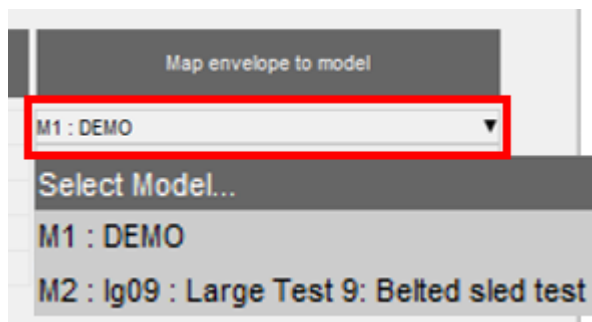 Map envelope to model
M1 : DEMO
Select Model...
M1 : DEMO
M2 : lg09 : Large Test 9: Belted sled test